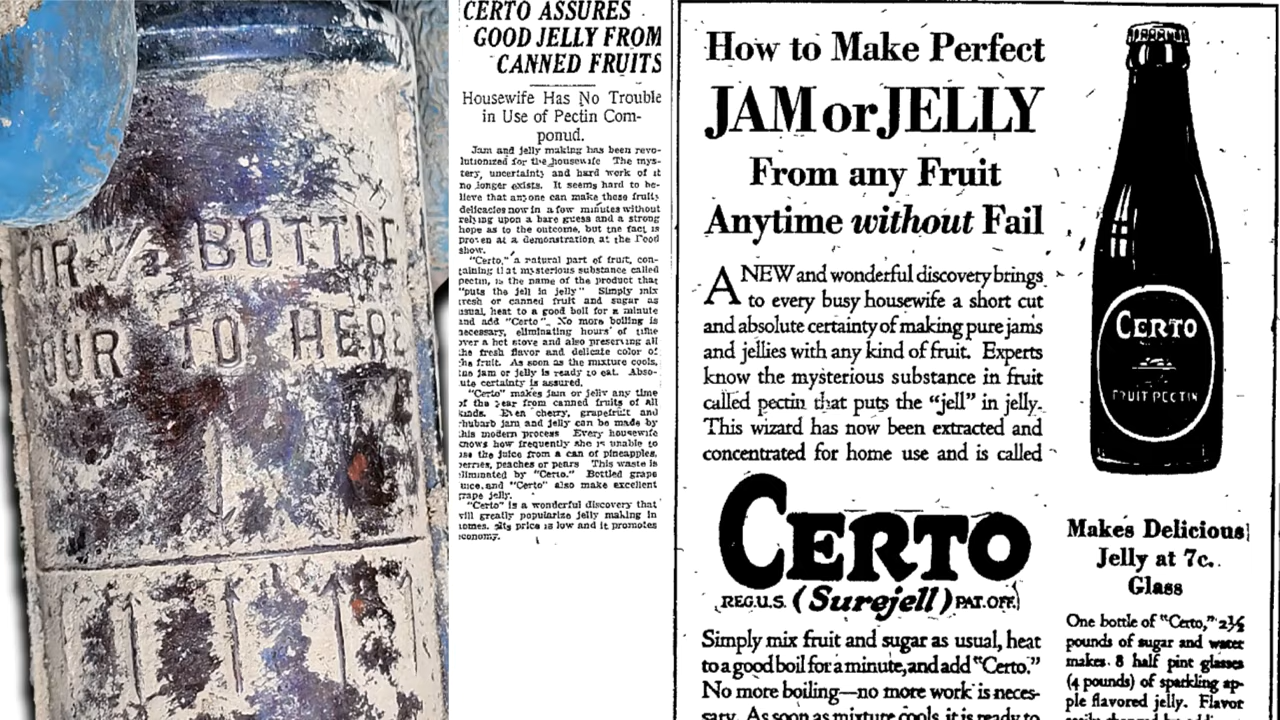 OR ½ BOTTLE
UR TO HERE
CERTO ASSURES
GOOD JELLY FROM
CANNED FRUITS
Housewife Has No Trouble
in Use of Pectin Com-
ponud.
Jam and jelly making has been revo-
lutionized for the housewife The mys-
tery, uncertainty and hard work of it
no longer exists. It seems hard to be-
lieve that anyone can make these fruity
delicacies now in a few minutes without
relying upon a bare guess and a strong
hope as to the outcome, but the fact is
proven at a demonstration at the Food
show.
"Certo," a natural part of fruit, con-
taining that mysterious substance called
pectin, is the name of the product that
"puts the jell in jelly" Simply mix
fresh or canned fruit and sugar as
usual, heat to a good boil for a minute
and add "Certo". No more boiling is
necessary, eliminating hours of time
over a hot stove and also preserving all
the fresh flavor and delicate color of
the fruit. As soon as the mixture cools,
the jam or jelly is ready to eat. Abso-
lute certainty is assured.
"Certo" makes jam or jelly any time
of the year from canned fruits of all
kinds. Even cherry, grapefruit and
rhubarb jam and jelly can be made by
this modern process Every housewife
knows how frequently she is unable to
use the juice from a can of pineapples,
berries, peaches or pears This waste is
eliminated by "Certo." Bottled grape
juice and "Certo" also make excellent
grape jelly.
"Certo" is a wonderful discovery that
will greatly popularize jelly making in
homes. Its price is low and it promotes
economy.
How to Make Perfect
JAM or JELLY
From any Fruit
Anytime without Fail
A NEW and wonderful discovery brings
to every busy housewife a short cut
and absolute certainty of making pure jams
and jellies with any kind of fruit. Experts
know the mysterious substance in fruit
called pectin that puts the "jell" in jelly.
This wizard has now been extracted and
concentrated for home use and is called
CERTO
REG. U.S. (Surejell) PAT. OFF.
Simply mix fruit and sugar as usual, heat
to a good boil for a minute, and add "Certo."
No more boiling—no more work is neces-
sary. As soon as mixture cools, it is ready to
CERTO
FRUIT PECTIN
Makes Delicious
Jelly at 7c.
Glass
One bottle of "Certo," 2½
pounds of sugar and water
makes 8 half pint glasses
(4 pounds) of sparkling ap-
ple flavored jelly. Flavor